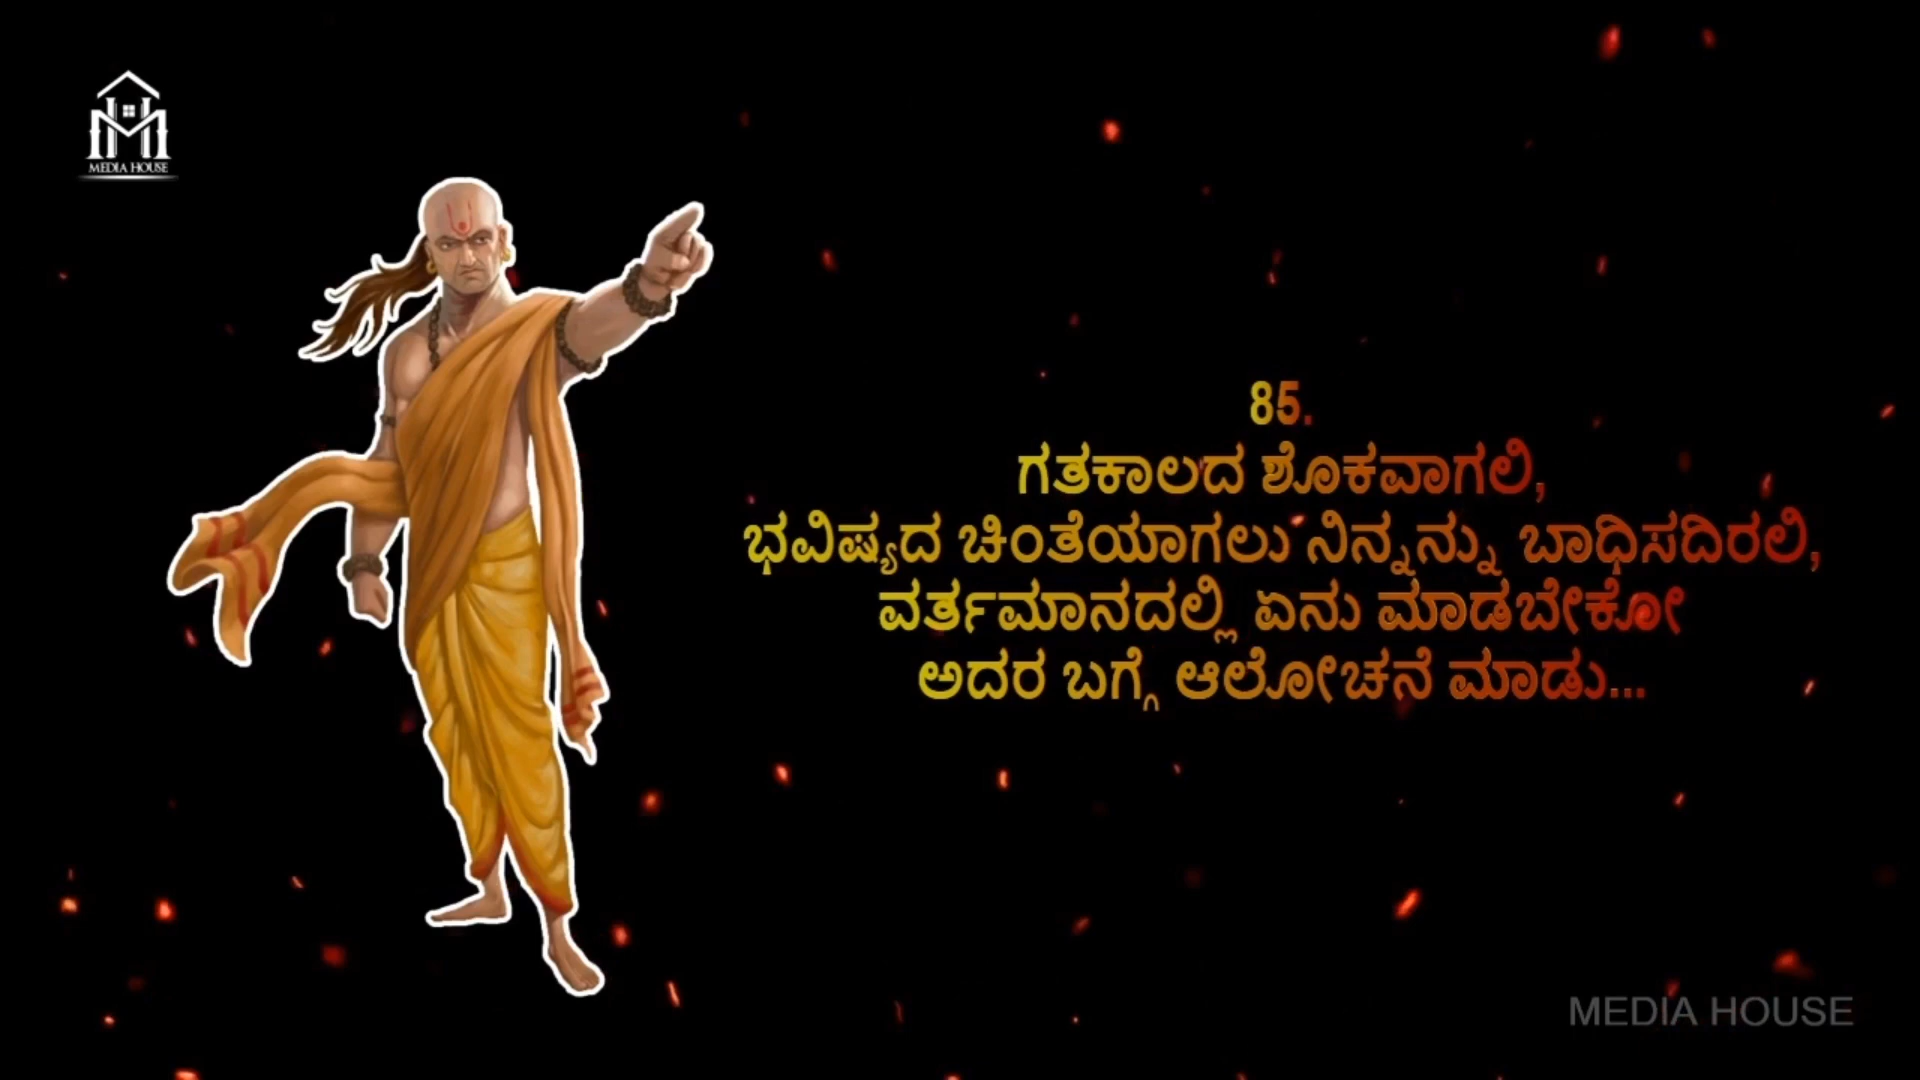 MEDIA HOUSE
85.
ಗತಕಾಲದ ಶೊಕವಾಗಲಿ,
ಭವಿಷ್ಯದ ಚಿಂತೆಯಾಗಲು ನಿನ್ನನ್ನು ಬಾಧಿಸದಿರಲಿ,
ವರ್ತಮಾನದಲ್ಲಿ ಏನು ಮಾಡಬೇಕೋ
ಅದರ ಬಗ್ಗೆ ಆಲೋಚನೆ ಮಾಡು...
MEDIA HOUSE